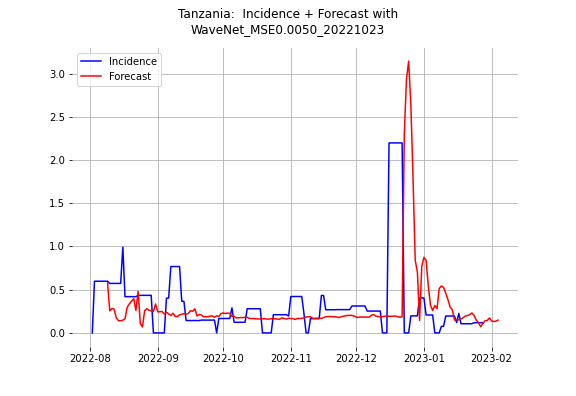 Tanzania:  Incidence + Forecast with
WaveNet_MSE0.0050_20221023
Incidence
Forecast
3.0
2.5
2.0
1.5
1.0
0.5
0.0
2022-08 2022-09 2022-10 2022-11 2022-12 2023-01 2023-02